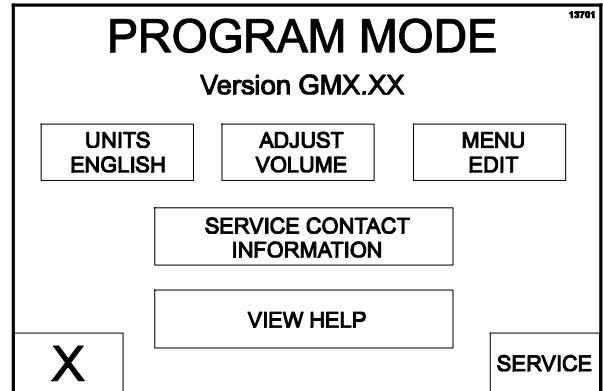 13701
PROGRAM MODE
Version GMX.XX
UNITS
ENGLISH
ADJUST
VOLUME
MENU
EDIT
SERVICE CONTACT
INFORMATION
VIEW HELP
X
SERVICE